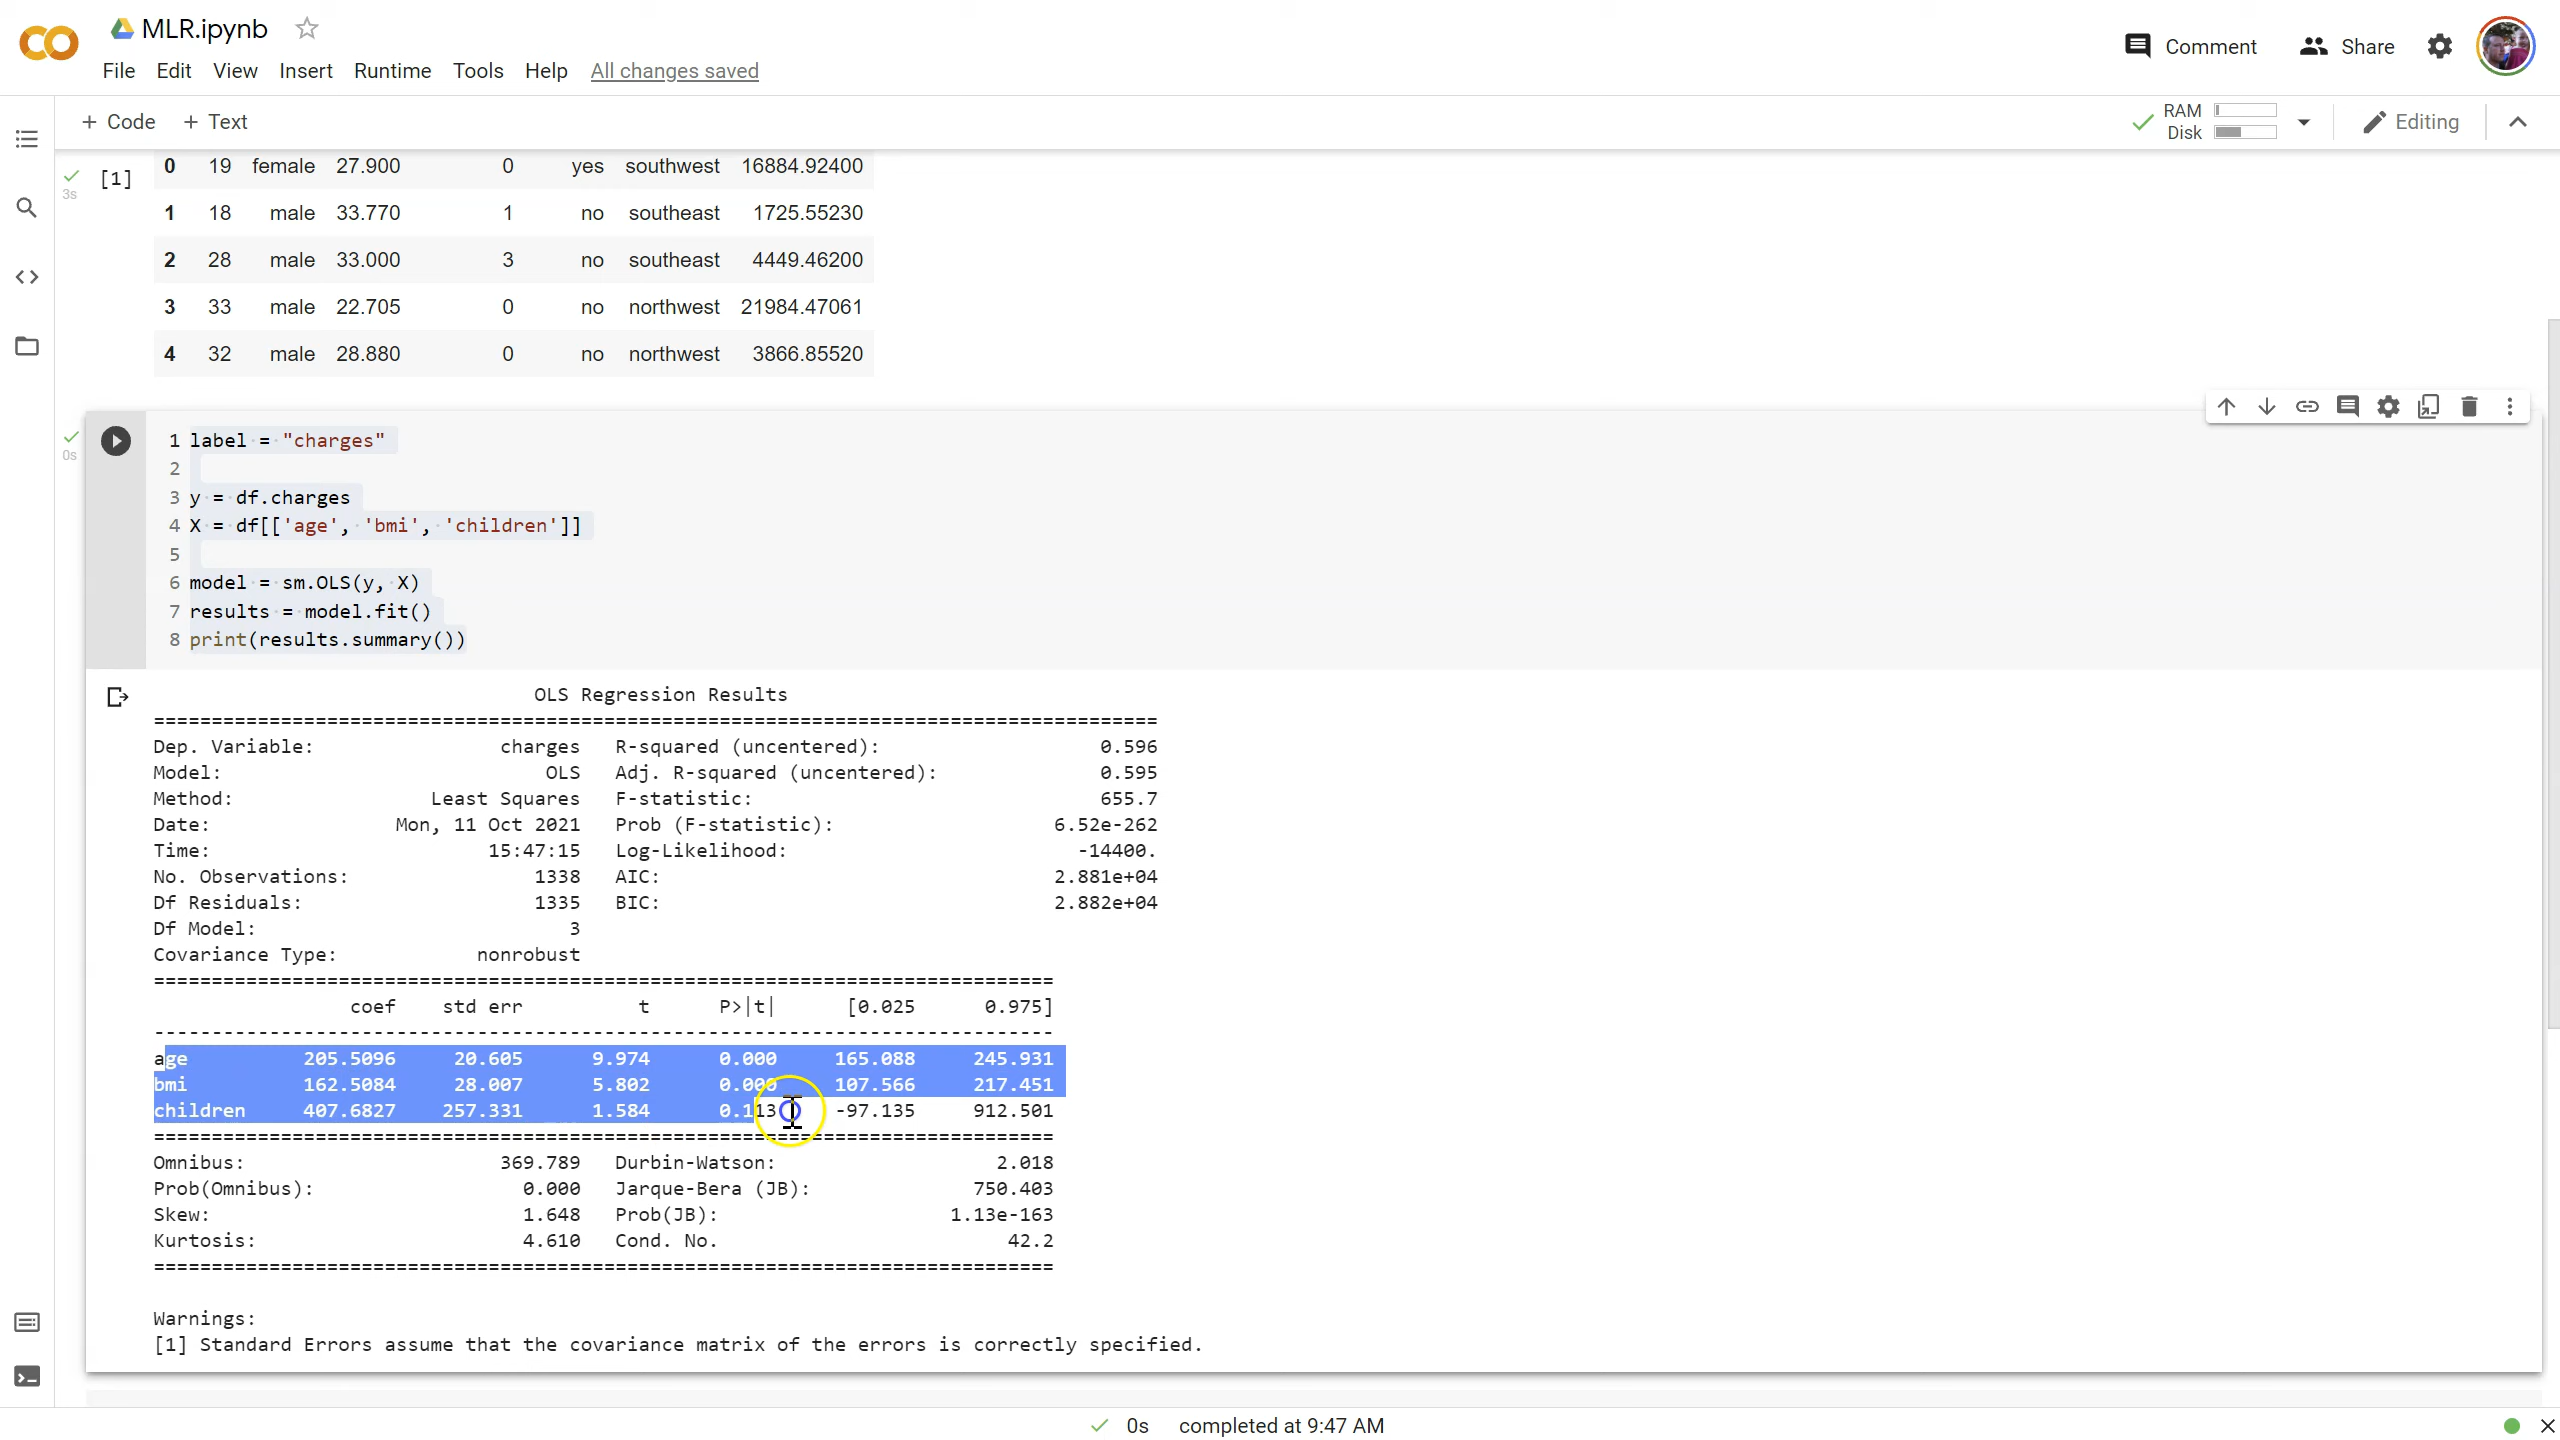 MLR.ipynb
Comment
Share
File Edit View Insert Runtime Tools Help All changes saved
+ Code + Text
RAM
Disk
Editing
[1]
3s
0 19 female 27.900 0 yes southwest 16884.92400
1 18 male 33.770 1 no southeast 1725.55230
2 28 male 33.000 3 no southeast 4449.46200
3 33 male 22.705 0 no northwest 21984.47061
4 32 male 28.880 0 no northwest 3866.85520
0s
1 label = "charges"
2
3 y = df.charges
4 X = df[['age', 'bmi', 'children']]
5
6 model = sm.OLS(y, X)
7 results = model.fit()
8 print(results.summary())
OLS Regression Results
==============================================================================
Dep. Variable: charges R-squared (uncentered): 0.596
Model: OLS Adj. R-squared (uncentered): 0.595
Method: Least Squares F-statistic: 655.7
Date: Mon, 11 Oct 2021 Prob (F-statistic): 6.52e-262
Time: 15:47:15 Log-Likelihood: -14400.
No. Observations: 1338 AIC: 2.881e+04
Df Residuals: 1335 BIC: 2.882e+04
Df Model: 3
Covariance Type: nonrobust
==============================================================================
coef std err t P>|t| [0.025 0.975]
------------------------------------------------------------------------------
age 205.5096 20.605 9.974 0.000 165.088 245.931
bmi 162.5084 28.007 5.802 0.000 107.566 217.451
children 407.6827 257.331 1.584 0.113 -97.135 912.501
==============================================================================
Omnibus: 369.789 Durbin-Watson: 2.018
Prob(Omnibus): 0.000 Jarque-Bera (JB): 750.403
Skew: 1.648 Prob(JB): 1.13e-163
Kurtosis: 4.610 Cond. No. 42.2
==============================================================================
Warnings:
[1] Standard Errors assume that the covariance matrix of the errors is correctly specified.
0s completed at 9:47 AM